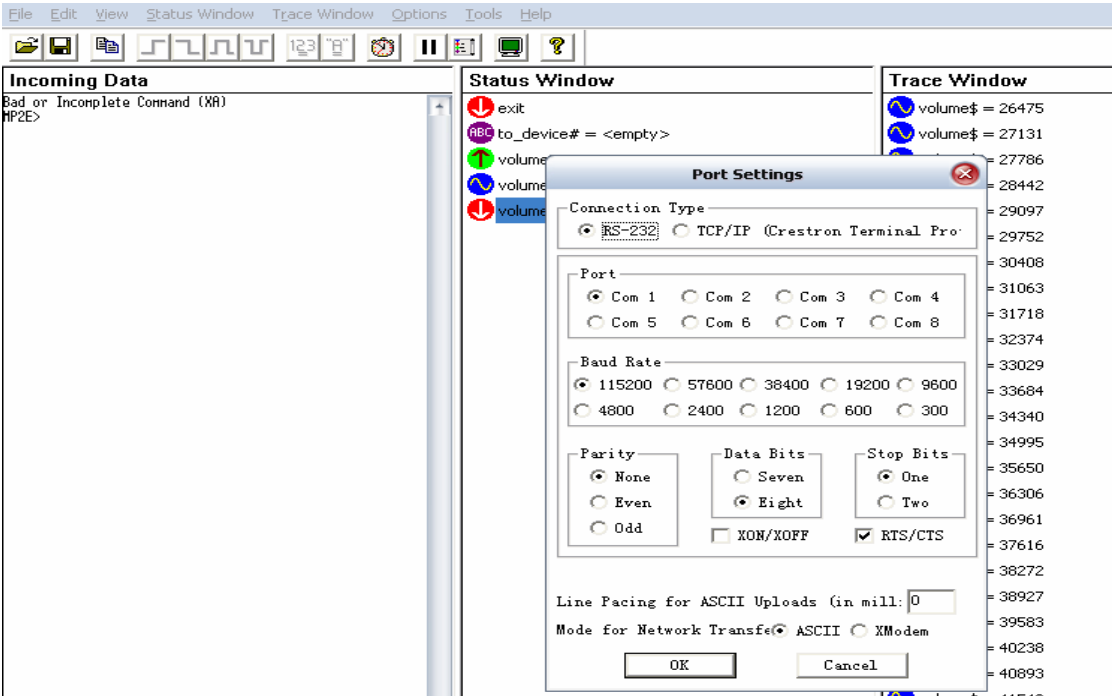 File Edit View Status Window Trace Window Options Tools Help
123 "A"
Incoming Data
Bad or Incomplete Command (XA)
MP2E>
Status Window
exit
ABC to_device# = <empty>
volume
volume
volume
Trace Window
volume$ = 26475
volume$ = 27131
= 27786
= 28442
= 29097
= 29752
= 30408
= 31063
= 31718
= 32374
= 33029
= 33684
= 34340
= 34995
= 35650
= 36306
= 36961
= 37616
= 38272
= 38927
= 39583
= 40238
= 40893
Port Settings
Connection Type
RS-232 TCP/IP (Crestron Terminal Pro
Port
Com 1 Com 2 Com 3 Com 4
Com 5 Com 6 Com 7 Com 8
Baud Rate
115200 57600 38400 19200 9600
4800 2400 1200 600 300
Parity
None
Even
Odd
Data Bits
Seven
Eight
Stop Bits
One
Two
XON/XOFF RTS/CTS
Line Pacing for ASCII Uploads (in mill: 0
Mode for Network Transfe ASCII XModem
OK Cancel